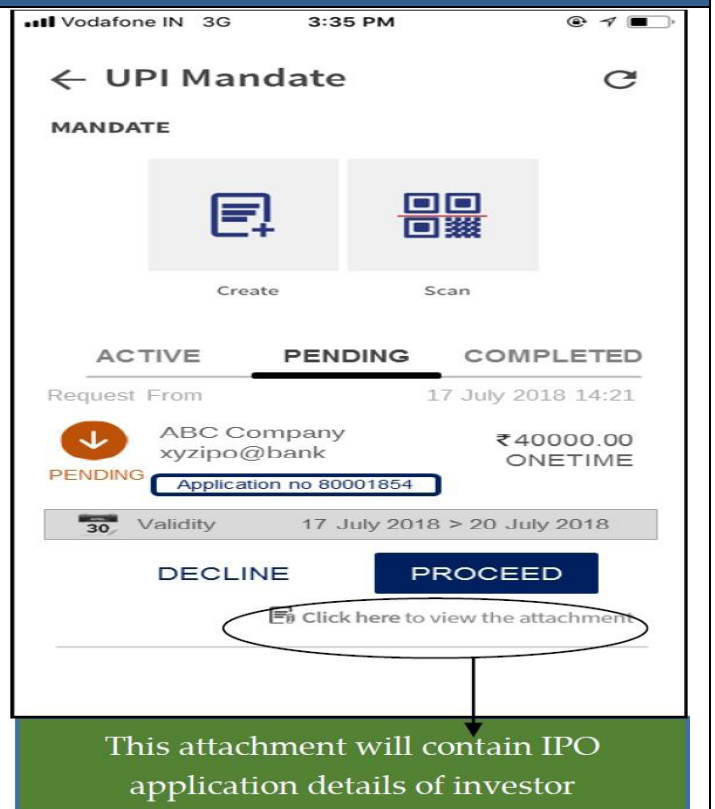 Vodafone IN 3G 3:35 PM
← UPI Mandate
MANDATE
Create Scan
ACTIVE PENDING COMPLETED
Request From 17 July 2018 14:21
ABC Company ₹40000.00
xyzipo@bank ONETIME
PENDING
Application no 80001854
30 Validity 17 July 2018 > 20 July 2018
DECLINE PROCEED
Click here to view the attachment
This attachment will contain IPO
application details of investor